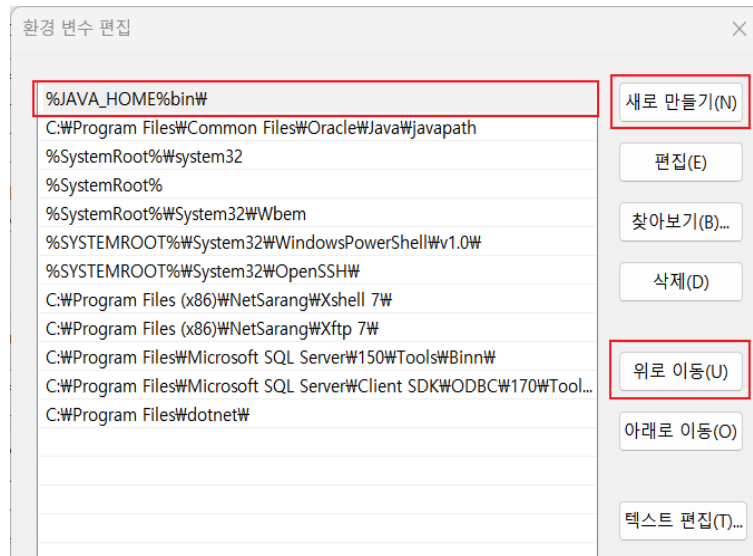 환경 변수 편집
%JAVA_HOME%bin₩
새로 만들기(N)
C:₩Program Files₩Common Files₩Oracle₩Java₩javapath
%SystemRoot%₩system32
편집(E)
%SystemRoot%
%SystemRoot%₩System32₩Wbem
찾아보기(B)...
%SYSTEMROOT%₩System32₩WindowsPowerShell₩v1.0₩
%SYSTEMROOT%₩System32₩OpenSSH₩
삭제(D)
C:₩Program Files (x86)₩NetSarang₩Xshell 7₩
C:₩Program Files (x86)₩NetSarang₩Xftp 7₩
C:₩Program Files₩Microsoft SQL Server₩150₩Tools₩Binn₩
위로 이동(U)
C:₩Program Files₩Microsoft SQL Server₩Client SDK₩ODBC₩170₩Tool...
C:₩Program Files₩dotnet₩
아래로 이동(O)
텍스트 편집(T)...